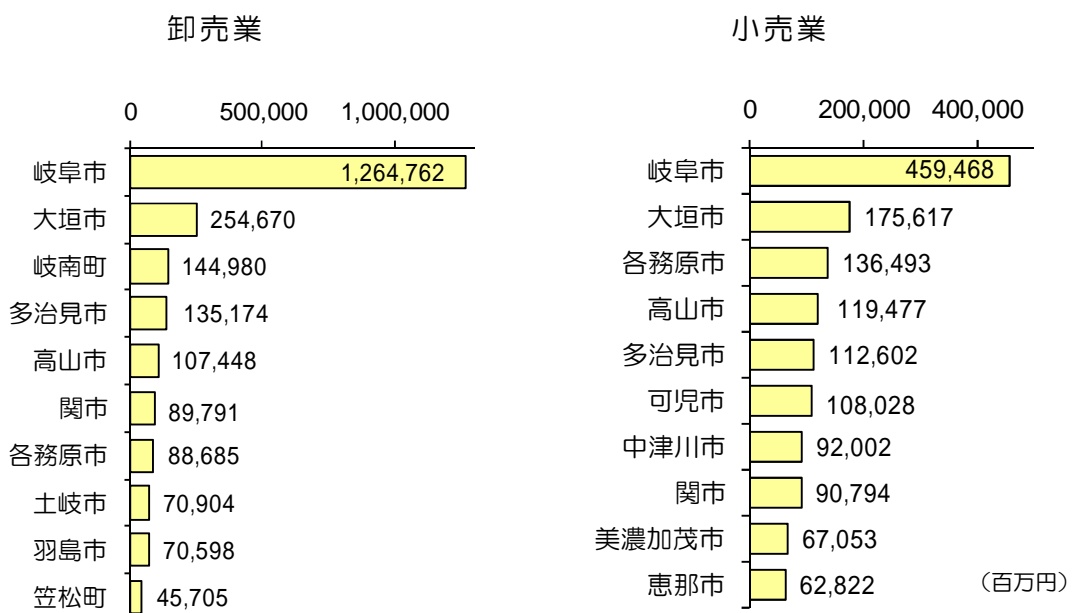 卸売業
0 500,000 1,000,000
岐阜市 1,264,762
大垣市 254,670
岐南町 144,980
多治見市 135,174
高山市 107,448
関市 89,791
各務原市 88,685
土岐市 70,904
羽島市 70,598
笠松町 45,705
小売業
0 200,000 400,000
岐阜市 459,468
大垣市 175,617
各務原市 136,493
高山市 119,477
多治見市 112,602
可児市 108,028
中津川市 92,002
関市 90,794
美濃加茂市 67,053
恵那市 62,822
（百万円）